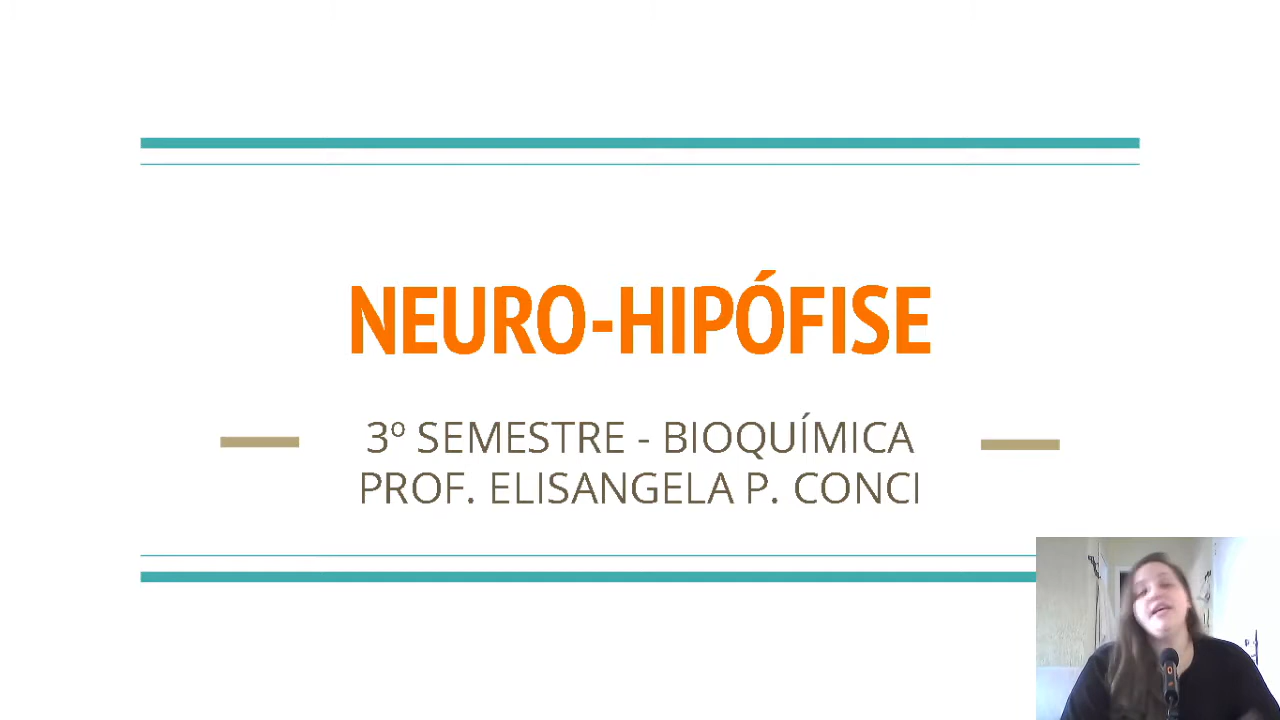 NEURO-HIPÓFISE
3º SEMESTRE - BIOQUÍMICA
PROF. ELISANGELA P. CONCI